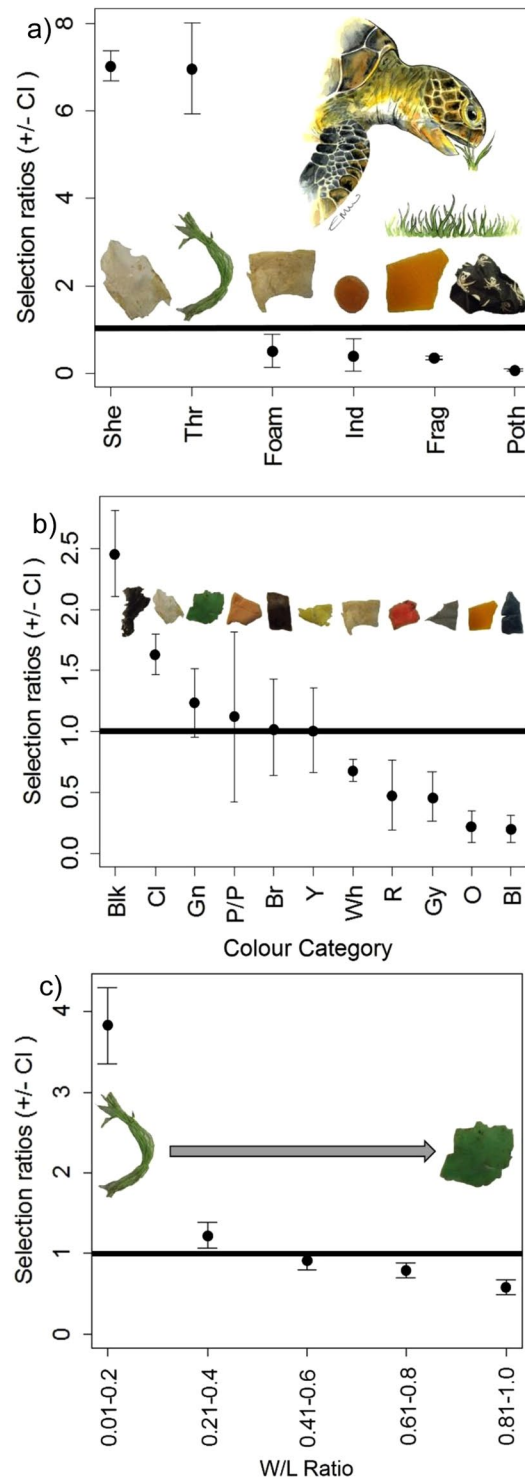 a)
Selection ratios (+/- CI )
8
6
4
2
0
She
Thr
Foam
Ind
Frag
Poth
b)
Selection ratios (+/- CI )
2.5
2.0
1.5
1.0
0.5
0.0
Blk
Cl
Gn
P/P
Br
Y
Wh
R
Gy
O
Bl
Colour Category
c)
Selection ratios (+/- CI )
4
3
2
1
0
0.01-0.2
0.21-0.4
0.41-0.6
0.61-0.8
0.81-1.0
W/L Ratio